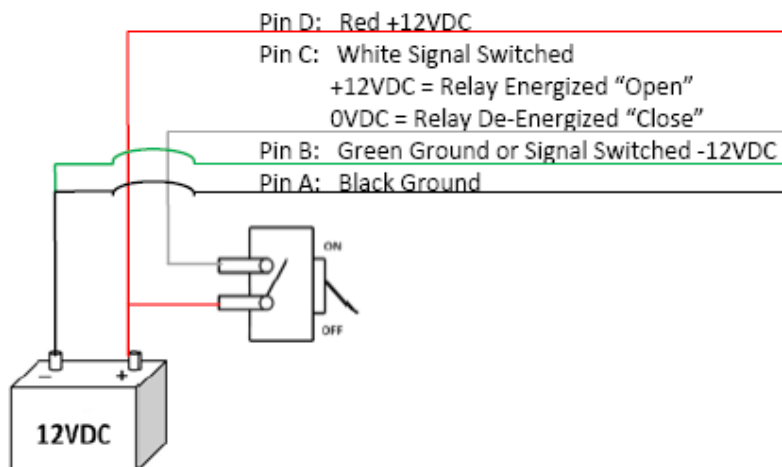 Pin D: Red +12VDC
Pin C: White Signal Switched
+12VDC = Relay Energized “Open”
0VDC = Relay De-Energized “Close”
Pin B: Green Ground or Signal Switched -12VDC
Pin A: Black Ground
ON
OFF
− +
12VDC